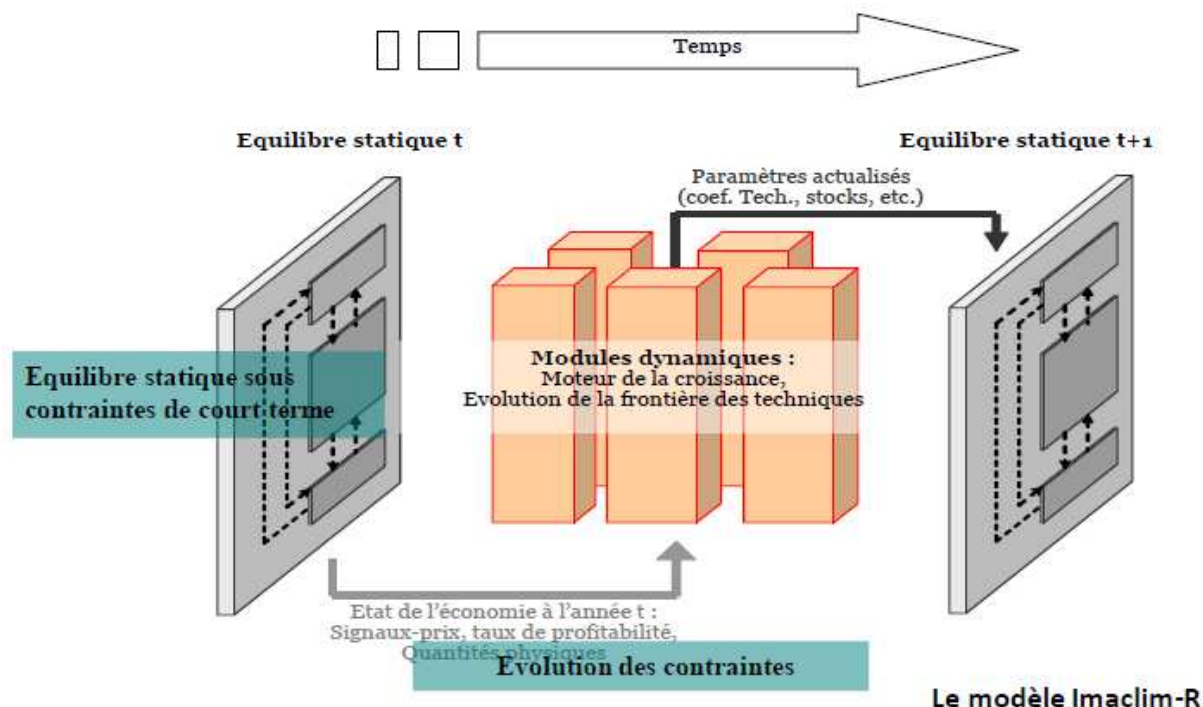 Temps
Equilibre statique t
Equilibre statique t+1
Paramètres actualisés
(coef. Tech., stocks, etc.)
Equilibre statique sous
contraintes de court terme
Modules dynamiques :
Moteur de la croissance,
Evolution de la frontière des techniques
Etat de l'économie à l'année t :
Signaux-prix, taux de profitabilité,
Quantités physiques
Evolution des contraintes
Le modèle Imaclim-R